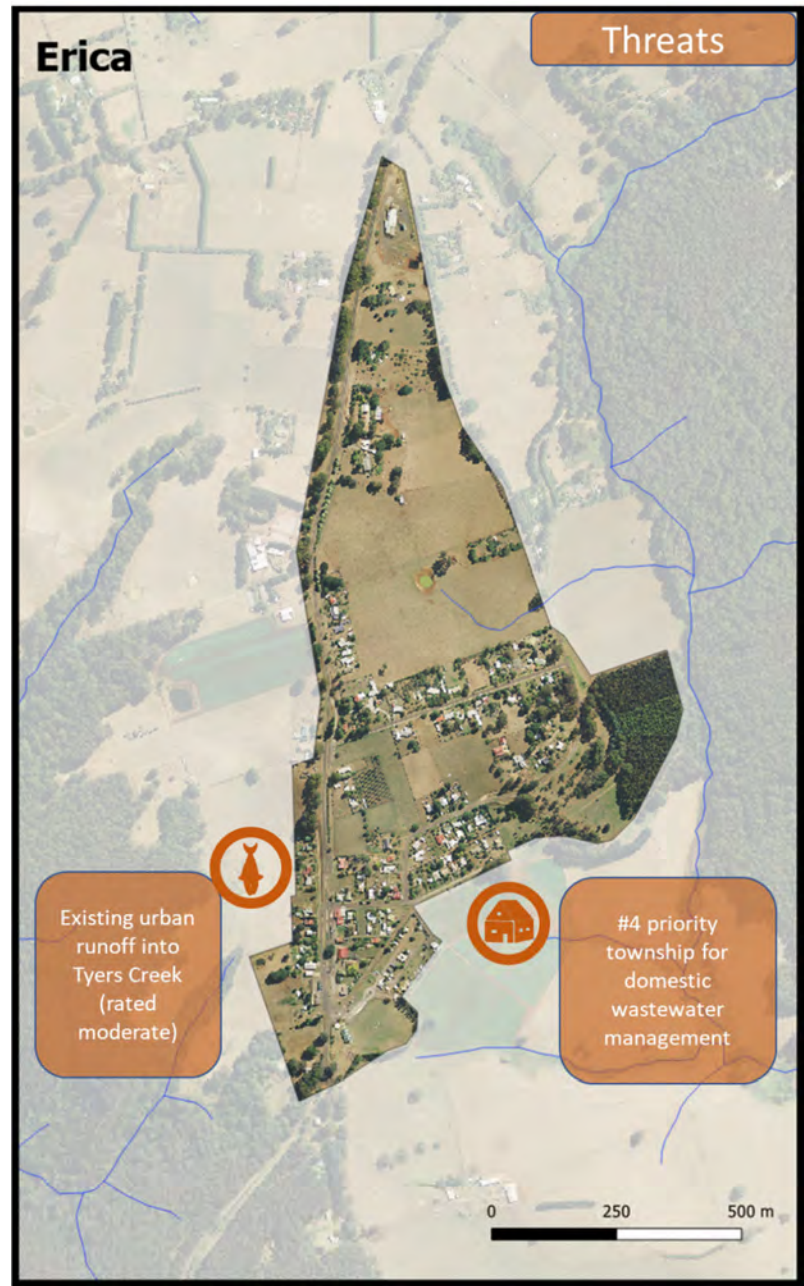 Erica
Threats
Existing urban
runoff into
Tyers Creek
(rated
moderate)
#4 priority
township for
domestic
wastewater
management
0 250 500 m